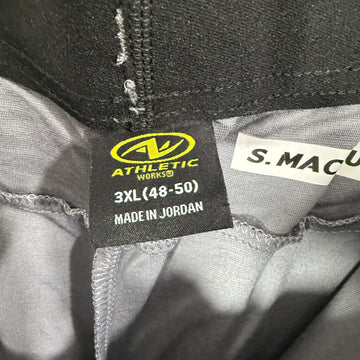 ATHLETIC
WORKS
3XL (48-50)
MADE IN JORDAN
S. MAC